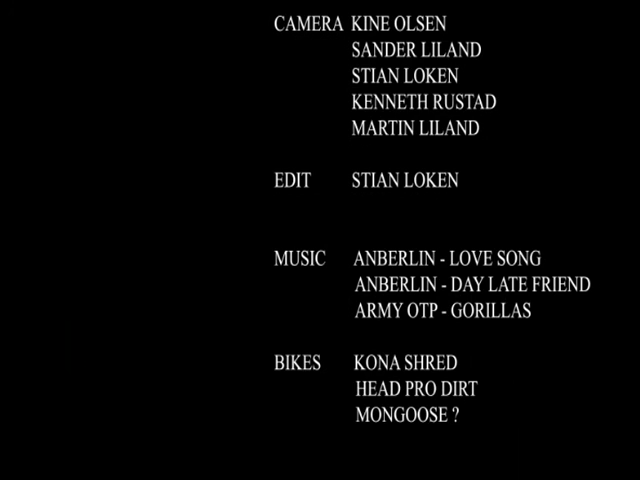 CAMERA KINE OLSEN
SANDER LILAND
STIAN LOKEN
KENNETH RUSTAD
MARTIN LILAND
EDIT STIAN LOKEN
MUSIC ANBERLIN - LOVE SONG
ANBERLIN - DAY LATE FRIEND
ARMY OTP - GORILLAS
BIKES KONA SHRED
HEAD PRO DIRT
MONGOOSE ?